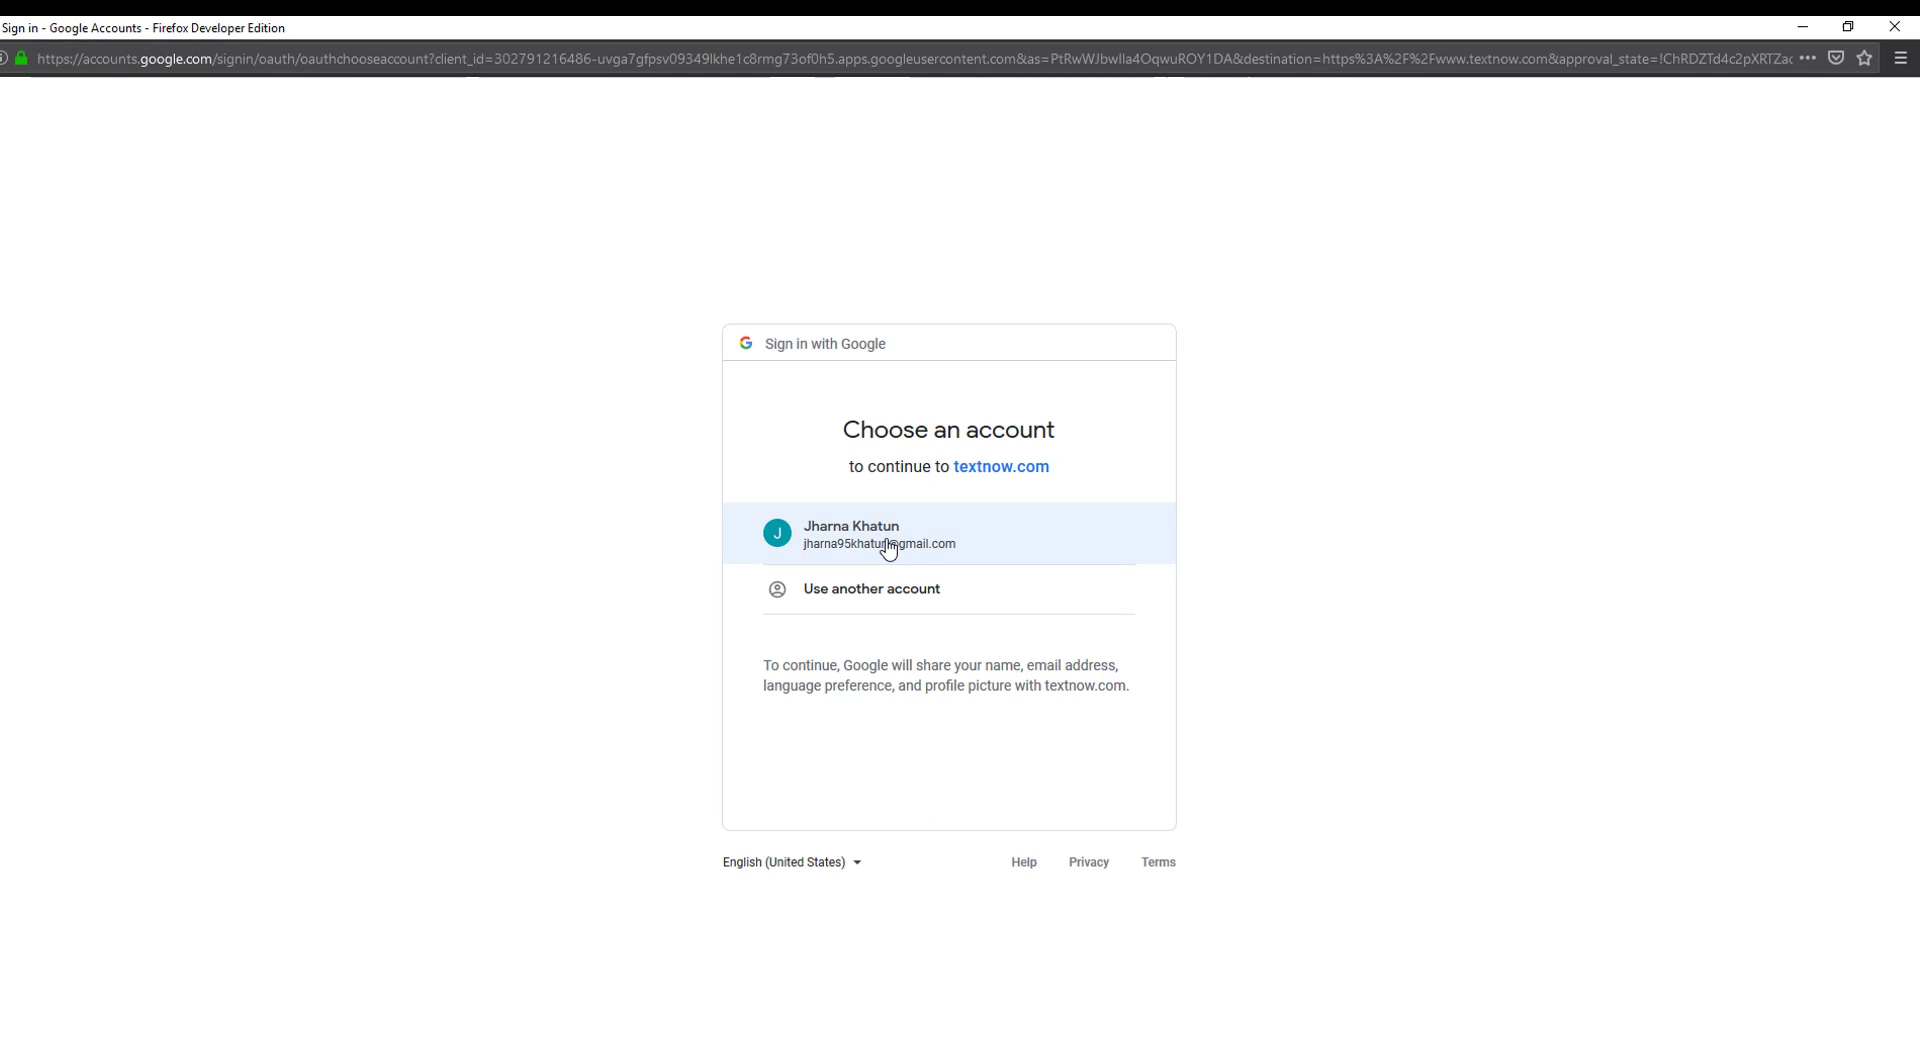 Sign in - Google Accounts - Firefox Developer Edition
https://accounts.google.com/signin/oauth/oauthchooseaccount?client_id=302791216486-uvga7gfpsv09349lkhe1c8rmg73of0h5.apps.googleusercontent.com&as=PtRwWJbwlla4OqwuROY1DA&destination=https%3A%2F%2Fwww.textnow.com&approval_state=!ChRDZTd4c2pXRTZac
G Sign in with Google
Choose an account
to continue to textnow.com
J
Jharna Khatun
jharna95khatun@gmail.com
Use another account
To continue, Google will share your name, email address,
language preference, and profile picture with textnow.com.
English (United States) Help Privacy Terms